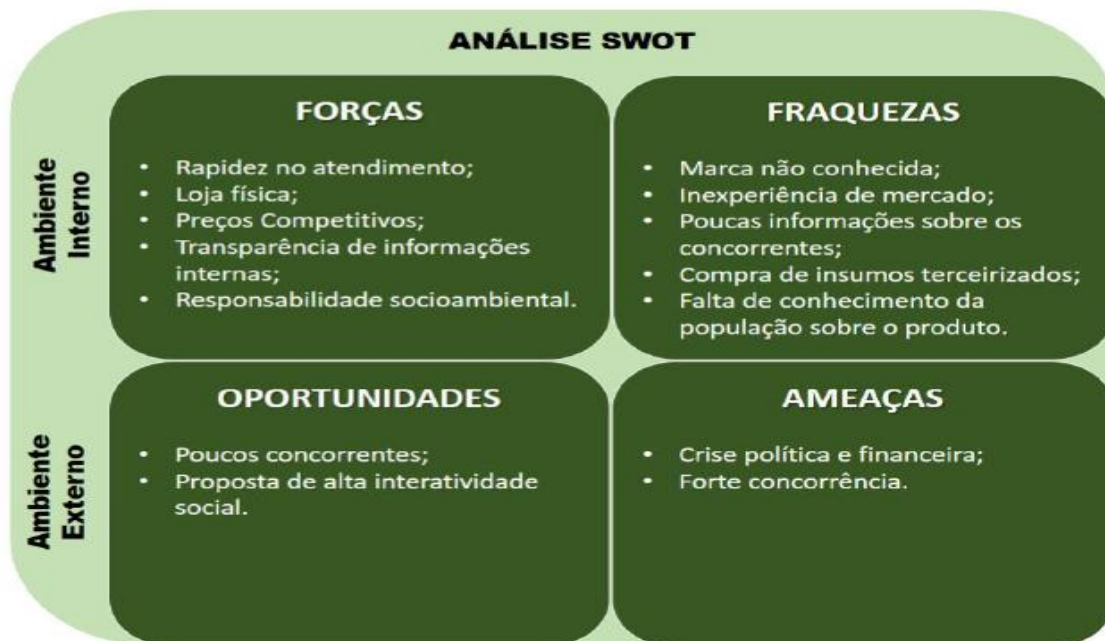 ANÁLISE SWOT
Ambiente
Interno
FORÇAS
• Rapidez no atendimento;
• Loja física;
• Preços Competitivos;
• Transparência de informações
internas;
• Responsabilidade socioambiental.
FRAQUEZAS
• Marca não conhecida;
• Inexperiência de mercado;
• Poucas informações sobre os
concorrentes;
• Compra de insumos terceirizados;
• Falta de conhecimento da
população sobre o produto.
Ambiente
Externo
OPORTUNIDADES
• Poucos concorrentes;
• Proposta de alta interatividade
social.
AMEAÇAS
• Crise política e financeira;
• Forte concorrência.